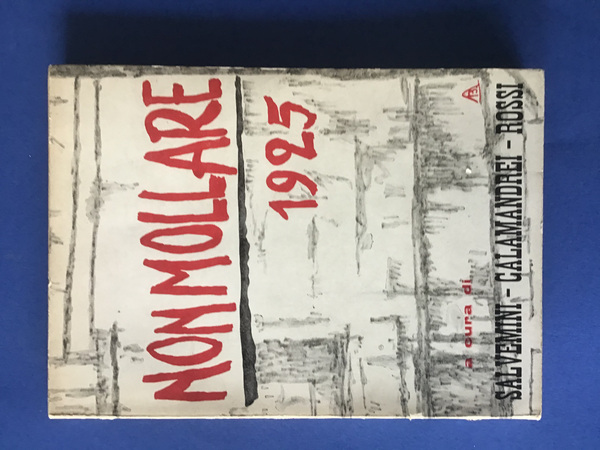 NON MOLLARE
1925
a cura di
SALVEMINI - CALAMANDREI - ROSSI